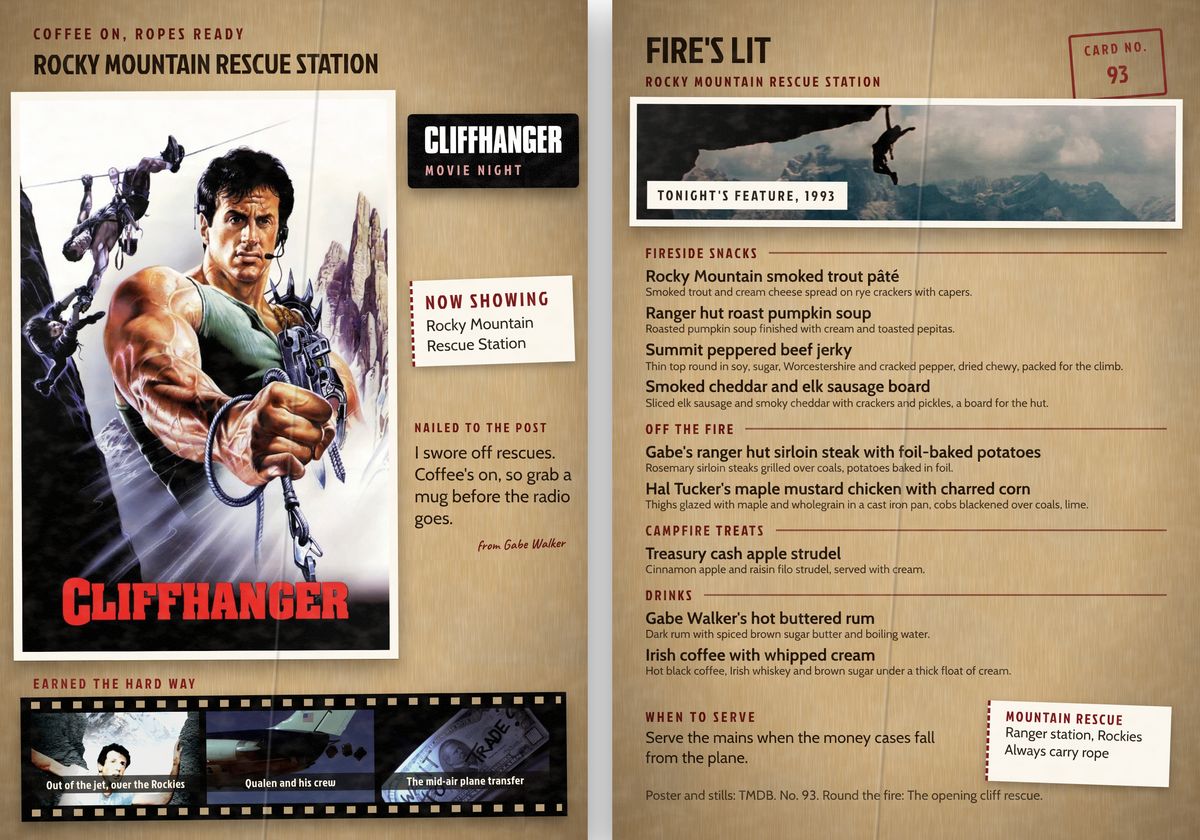 COFFEE ON, ROPES READY
ROCKY MOUNTAIN RESCUE STATION
CLIFFHANGER
MOVIE NIGHT
NOW SHOWING
Rocky Mountain
Rescue Station
NAILED TO THE POST
I swore off rescues.
Coffee's on, so grab a
mug before the radio
goes.
from Gabe Walker
CLIFFHANGER
EARNED THE HARD WAY
Out of the jet, over the Rockies
Qualen and his crew
TRADE?
The mid-air plane transfer
FIRE'S LIT
ROCKY MOUNTAIN RESCUE STATION
CARD NO.
93
TONIGHT'S FEATURE, 1993
FIRESIDE SNACKS
Rocky Mountain smoked trout pâté
Smoked trout and cream cheese spread on rye crackers with capers.
Ranger hut roast pumpkin soup
Roasted pumpkin soup finished with cream and toasted pepitas.
Summit peppered beef jerky
Thin top round in soy, sugar, Worcestershire and cracked pepper, dried chewy, packed for the climb.
Smoked cheddar and elk sausage board
Sliced elk sausage and smoky cheddar with crackers and pickles, a board for the hut.
OFF THE FIRE
Gabe's ranger hut sirloin steak with foil-baked potatoes
Rosemary sirloin steaks grilled over coals, potatoes baked in foil.
Hal Tucker's maple mustard chicken with charred corn
Thighs glazed with maple and wholegrain in a cast iron pan, cobs blackened over coals, lime.
CAMPFIRE TREATS
Treasury cash apple strudel
Cinnamon apple and raisin filo strudel, served with cream.
DRINKS
Gabe Walker's hot buttered rum
Dark rum with spiced brown sugar butter and boiling water.
Irish coffee with whipped cream
Hot black coffee, Irish whiskey and brown sugar under a thick float of cream.
WHEN TO SERVE
Serve the mains when the money cases fall
from the plane.
MOUNTAIN RESCUE
Ranger station, Rockies
Always carry rope
Poster and stills: TMDB. No. 93. Round the fire: The opening cliff rescue.